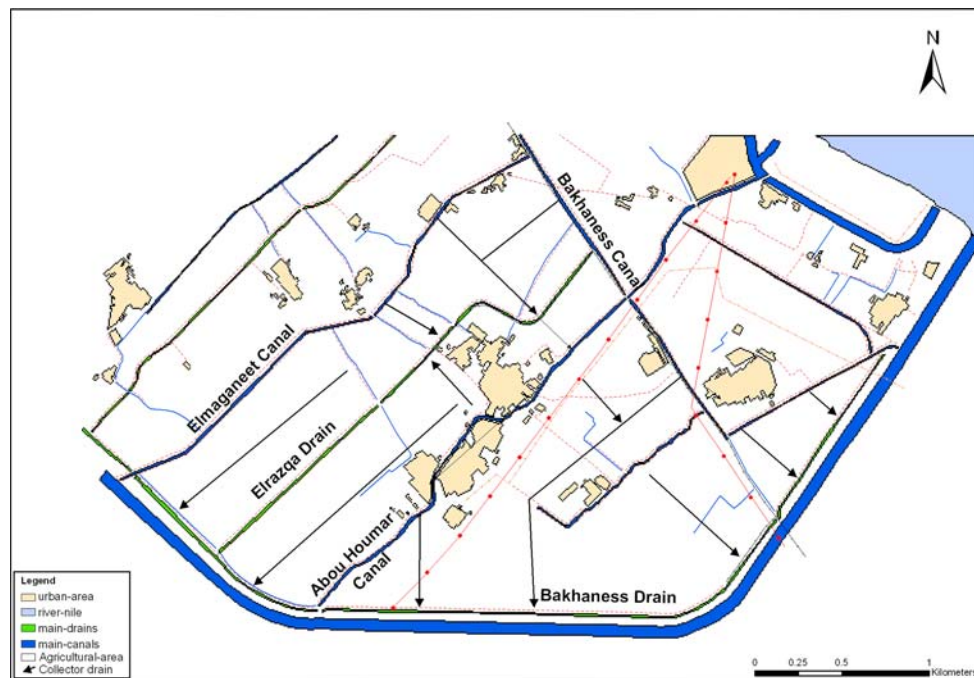 N
Bakhaness Canal
Elmaganeet Canal
Elrazqa Drain
Abou Houmar
Canal
Bakhaness Drain
Legend
urban-area
river-nile
main-drains
main-canals
Agricultural-area
Collector drain
0 0.25 0.5 1
Kilometers